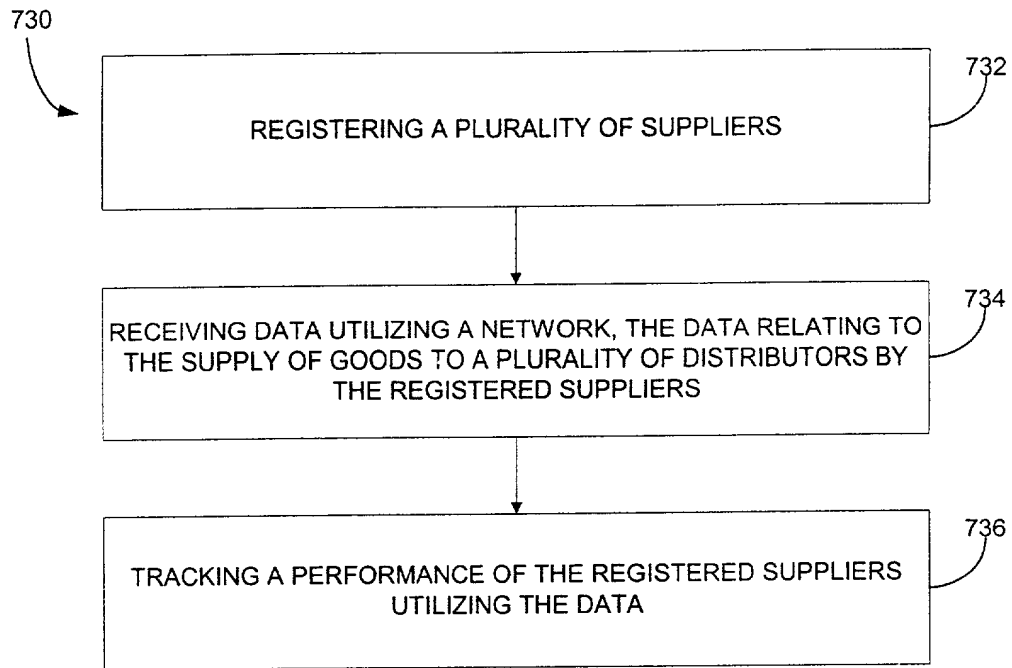 730
732
REGISTERING A PLURALITY OF SUPPLIERS
734
RECEIVING DATA UTILIZING A NETWORK, THE DATA RELATING TO
THE SUPPLY OF GOODS TO A PLURALITY OF DISTRIBUTORS BY
THE REGISTERED SUPPLIERS
736
TRACKING A PERFORMANCE OF THE REGISTERED SUPPLIERS
UTILIZING THE DATA